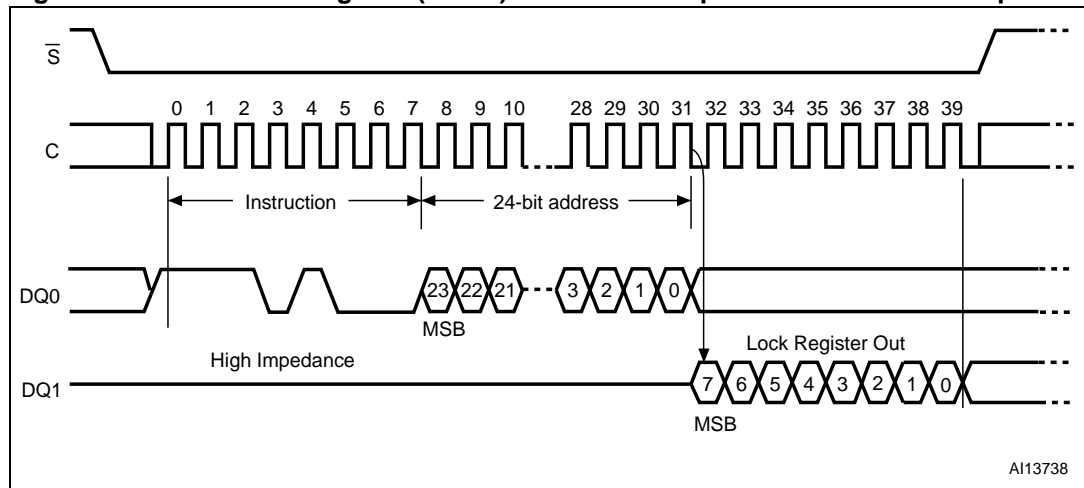 S
0 1 2 3 4 5 6 7 8 9 10 28 29 30 31 32 33 34 35 36 37 38 39
C
Instruction 24-bit address
DQ0 23 22 21 3 2 1 0
MSB
High Impedance Lock Register Out
DQ1 7 6 5 4 3 2 1 0
MSB
AI13738